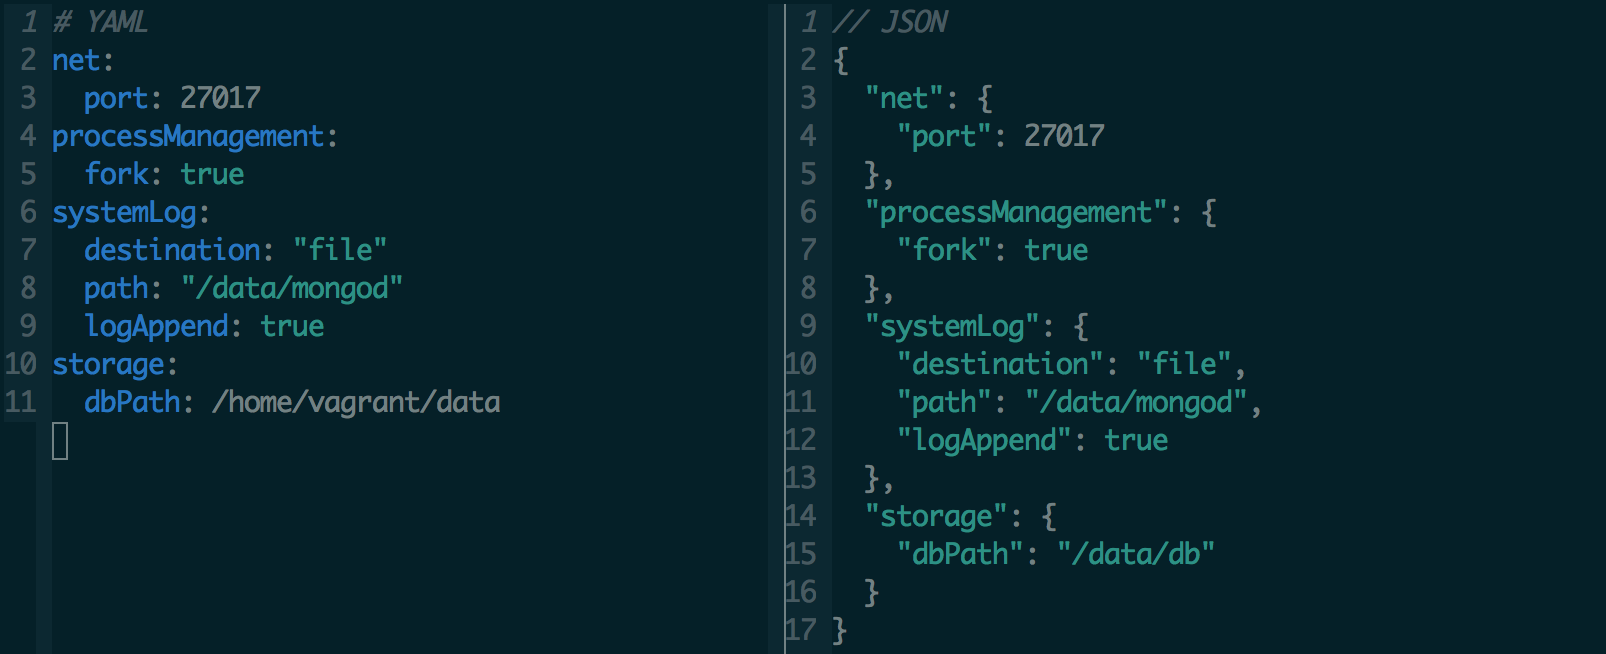 1 # YAML
2 net:
3   port: 27017
4 processManagement:
5   fork: true
6 systemLog:
7   destination: "file"
8   path: "/data/mongod"
9   logAppend: true
10 storage:
11   dbPath: /home/vagrant/data
1 // JSON
2 {
3   "net": {
4     "port": 27017
5   },
6   "processManagement": {
7     "fork": true
8   },
9   "systemLog": {
10     "destination": "file",
11     "path": "/data/mongod",
12     "logAppend": true
13   },
14   "storage": {
15     "dbPath": "/data/db"
16   }
17 }